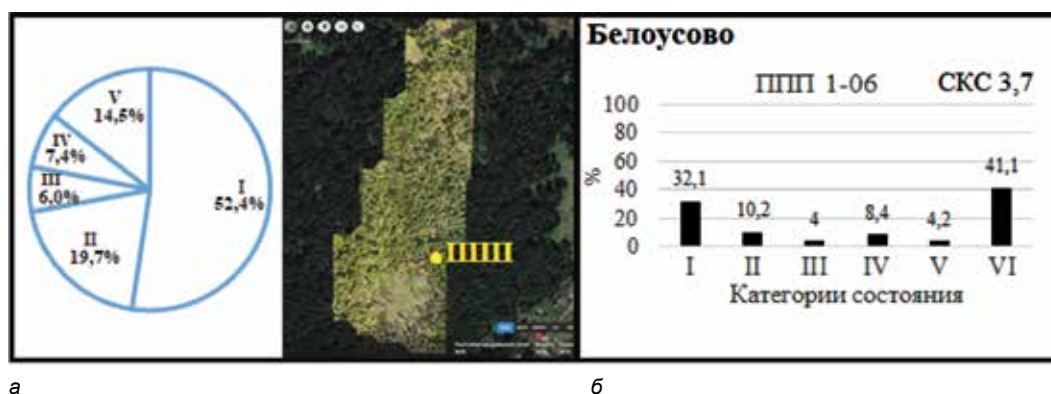 V
14,5%
IV
7,4%
III
6,0%
II
19,7%
I
52,4%
ППП
Белоусово
ППП 1-06 СКС 3,7
%
100
80
60
40
20
0
32,1
10,2
4
8,4
4,2
41,1
I II III IV V VI
Категории состояния
а б